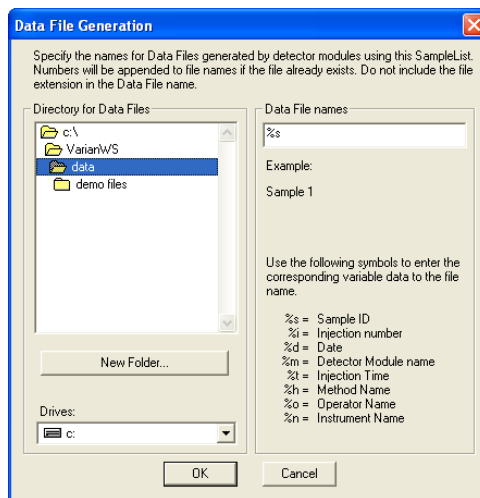 Data File Generation
Specify the names for Data Files generated by detector modules using this SampleList.
Numbers will be appended to file names if the file already exists. Do not include the file
extension in the Data File name.
Directory for Data Files
c:\
VarianWS
data
demo files
New Folder...
Drives:
c:
Data File names
%s
Example:
Sample 1
Use the following symbols to enter the
corresponding variable data to the file
name.
%s = Sample ID
%i = Injection number
%d = Date
%m = Detector Module name
%t = Injection Time
%h = Method Name
%o = Operator Name
%n = Instrument Name
OK
Cancel